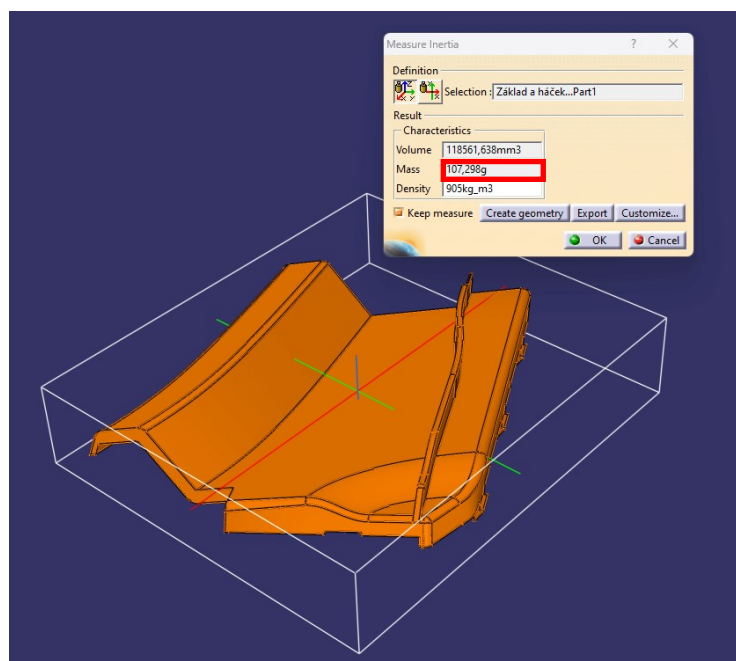 Measure Inertia ? X
Definition
Selection : Základ a háček...Part1
Result
Characteristics
Volume 118561,638mm3
Mass 107,298g
Density 905kg_m3
Keep measure Create geometry Export Customize...
OK Cancel